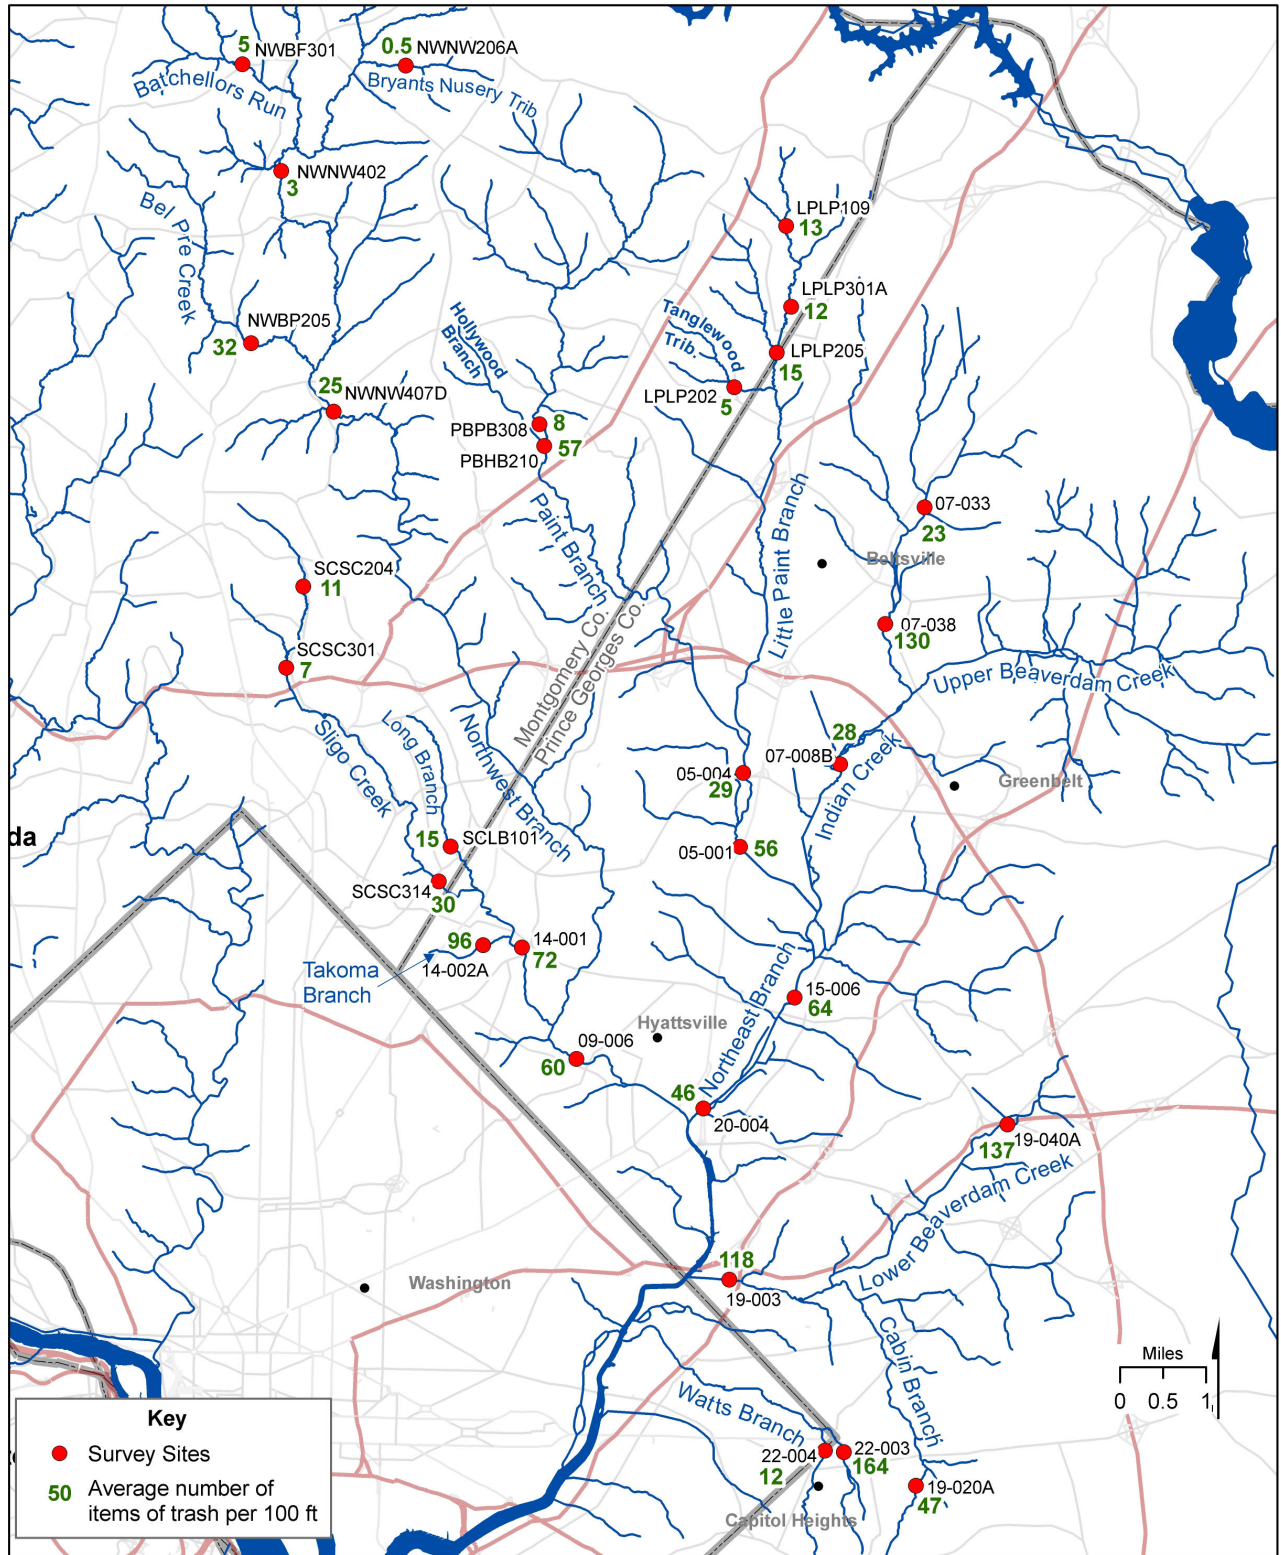 5 NWBF301
0.5 NWNW206A
Batchellors Run
Bryants Nusery Trib
NWNW402
3
Bel Pre Creek
LPLP109
13
LPLP301A
12
Tanglewood
Trib.
Hollywood
Branch
NWBP205
32
LPLP205
15
25
NWNW407D
LPLP202
5
PBPB308
8
PBHB210
57
Paint Branch
Little Paint Branch
07-033
23
Beltsville
SCSC204
11
07-038
130
SCSC301
7
Montgomery Co.
Prince Georges Co.
Upper Beaverdam Creek
Sligo Creek
Long Branch
Northwest Branch
28
07-008B
05-004
29
Indian Creek
Greenbelt
da
15
SCLB101
05-001
56
SCSC314
30
96
14-002A
14-001
72
Takoma
Branch
Northeast Branch
15-006
64
Hyattsville
09-006
60
46
20-004
19-040A
137
Lower Beaverdam Creek
118
19-003
Washington
Cabin Branch
Miles
0 0.5 1
Watts Branch
22-004
12
22-003
164
19-020A
47
Capitol Heights
Key
Survey Sites
50 Average number of
items of trash per 100 ft